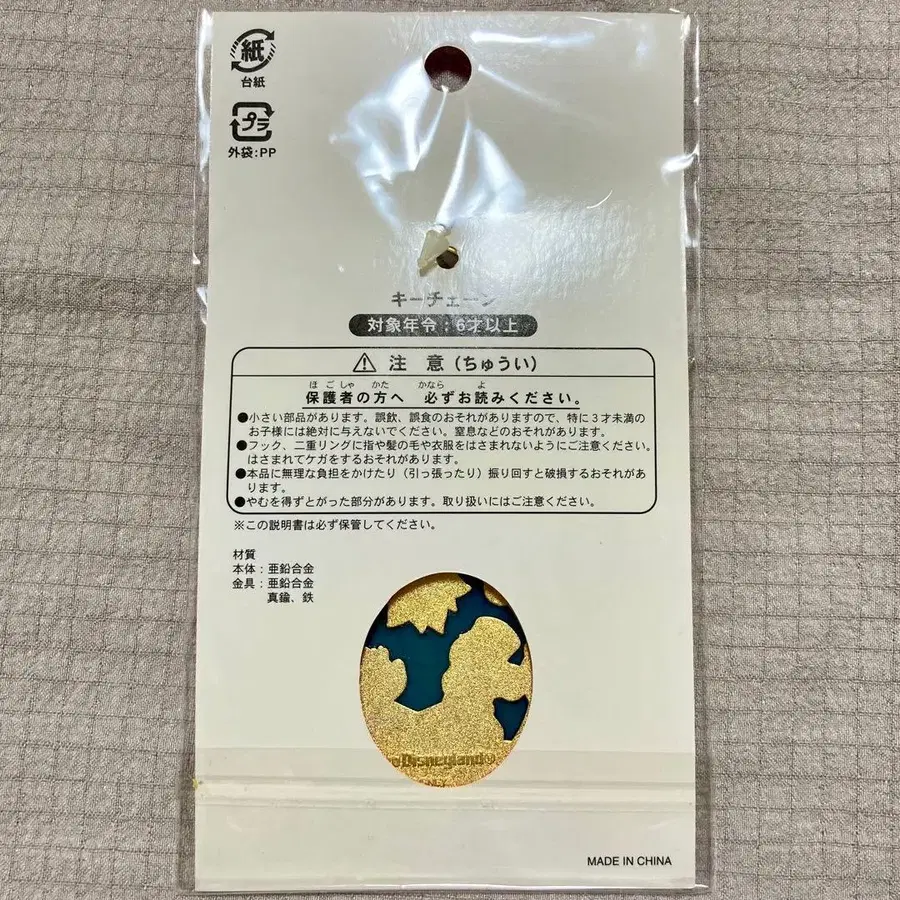 紙
台紙
プラ
外袋:PP
キーチェーン
対象年令:6才以上
注 意(ちゅうい)
ほごしゃ かた かなら よ
保護者の方へ 必ずお読みください。
●小さい部品があります。誤飲、誤食のおそれがありますので、特に3才未満の
お子様には絶対に与えないでください。窒息などのおそれがあります。
●フック、二重リングに指や髪の毛や衣服をはさまれないようにご注意ください。
はさまれてケガをするおそれがあります。
●本品に無理な負担をかけたり(引っ張ったり)振り回すと破損するおそれがあ
ります。
●やむを得ずとがった部分があります。取り扱いにはご注意ください。
※この説明書は必ず保管してください。
材質
本体:亜鉛合金
金具:亜鉛合金
真鍮、鉄
Disneyland®
MADE IN CHINA